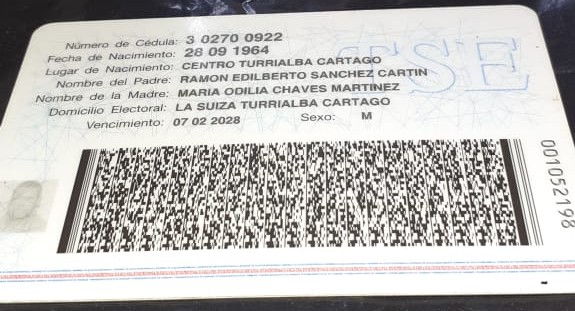 TSE
Número de Cédula: 3 0270 0922
Fecha de Nacimiento: 28 09 1964
Lugar de Nacimiento: CENTRO TURRIALBA CARTAGO
Nombre del Padre: RAMON EDILBERTO SANCHEZ CARTIN
Nombre de la Madre: MARIA ODILIA CHAVES MARTINEZ
Domicilio Electoral: LA SUIZA TURRIALBA CARTAGO
Vencimiento: 07 02 2028 Sexo: M
001052198